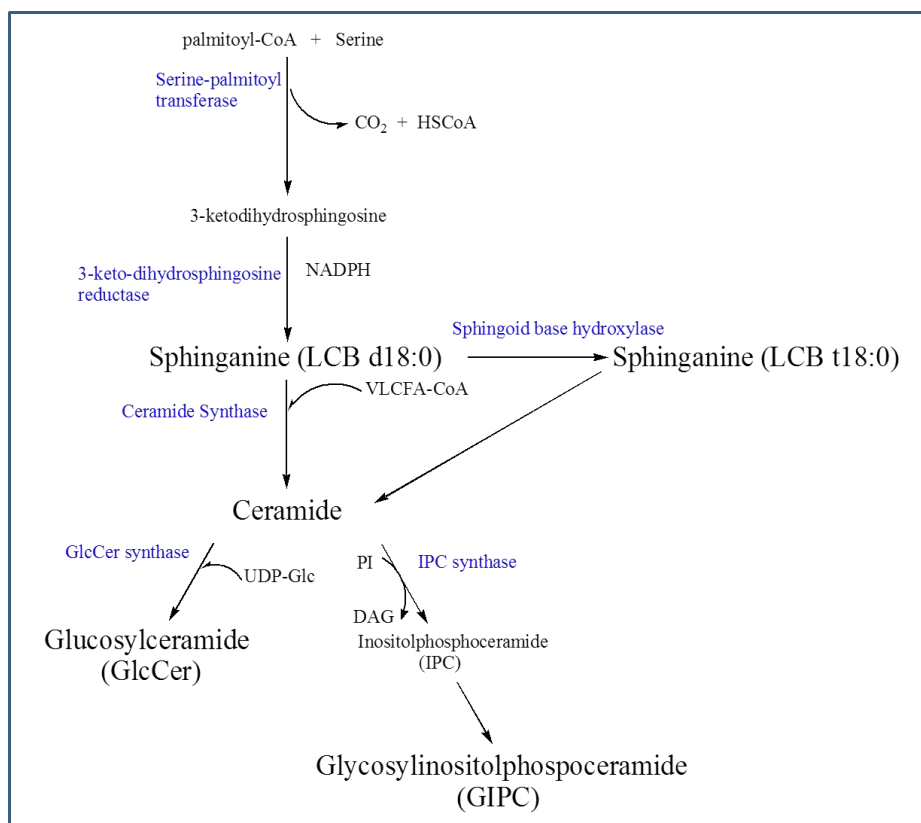 palmitoyl-CoA + Serine
Serine-palmitoyl
transferase
CO2 + HSCoA
3-ketodihydrosphingosine
3-keto-dihydrosphingosine
reductase
NADPH
Sphingoid base hydroxylase
Sphinganine (LCB d18:0)
Sphinganine (LCB t18:0)
VLCFA-CoA
Ceramide Synthase
Ceramide
GlcCer synthase
UDP-Glc
PI
IPC synthase
DAG
Glucosylceramide
(GlcCer)
Inositolphosphoceramide
(IPC)
Glycosylinositolphospoceramide
(GIPC)